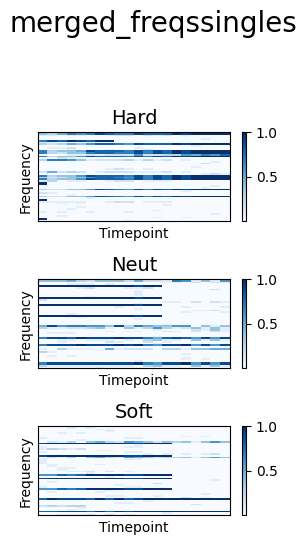 merged_freqssingles
Hard
Frequency
1.0
0.5
Timepoint
Neut
Frequency
1.0
0.5
Timepoint
Soft
Frequency
1.0
0.5
Timepoint